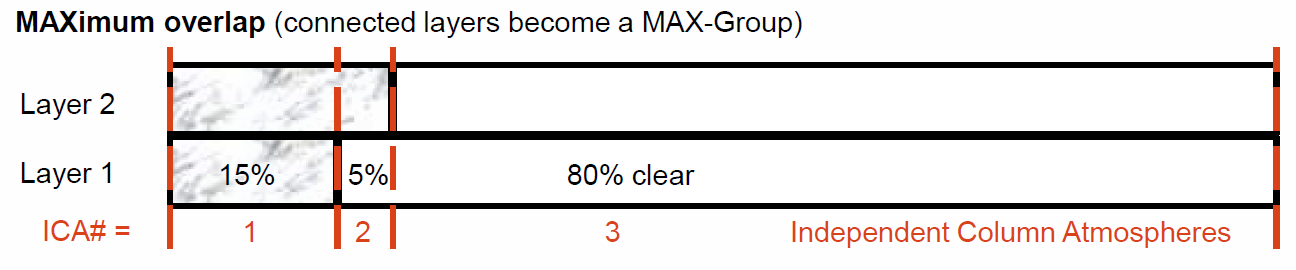 MAXimum overlap (connected layers become a MAX-Group)
Layer 2
Layer 1 15% 5% 80% clear
ICA# = 1 2 3 Independent Column Atmospheres